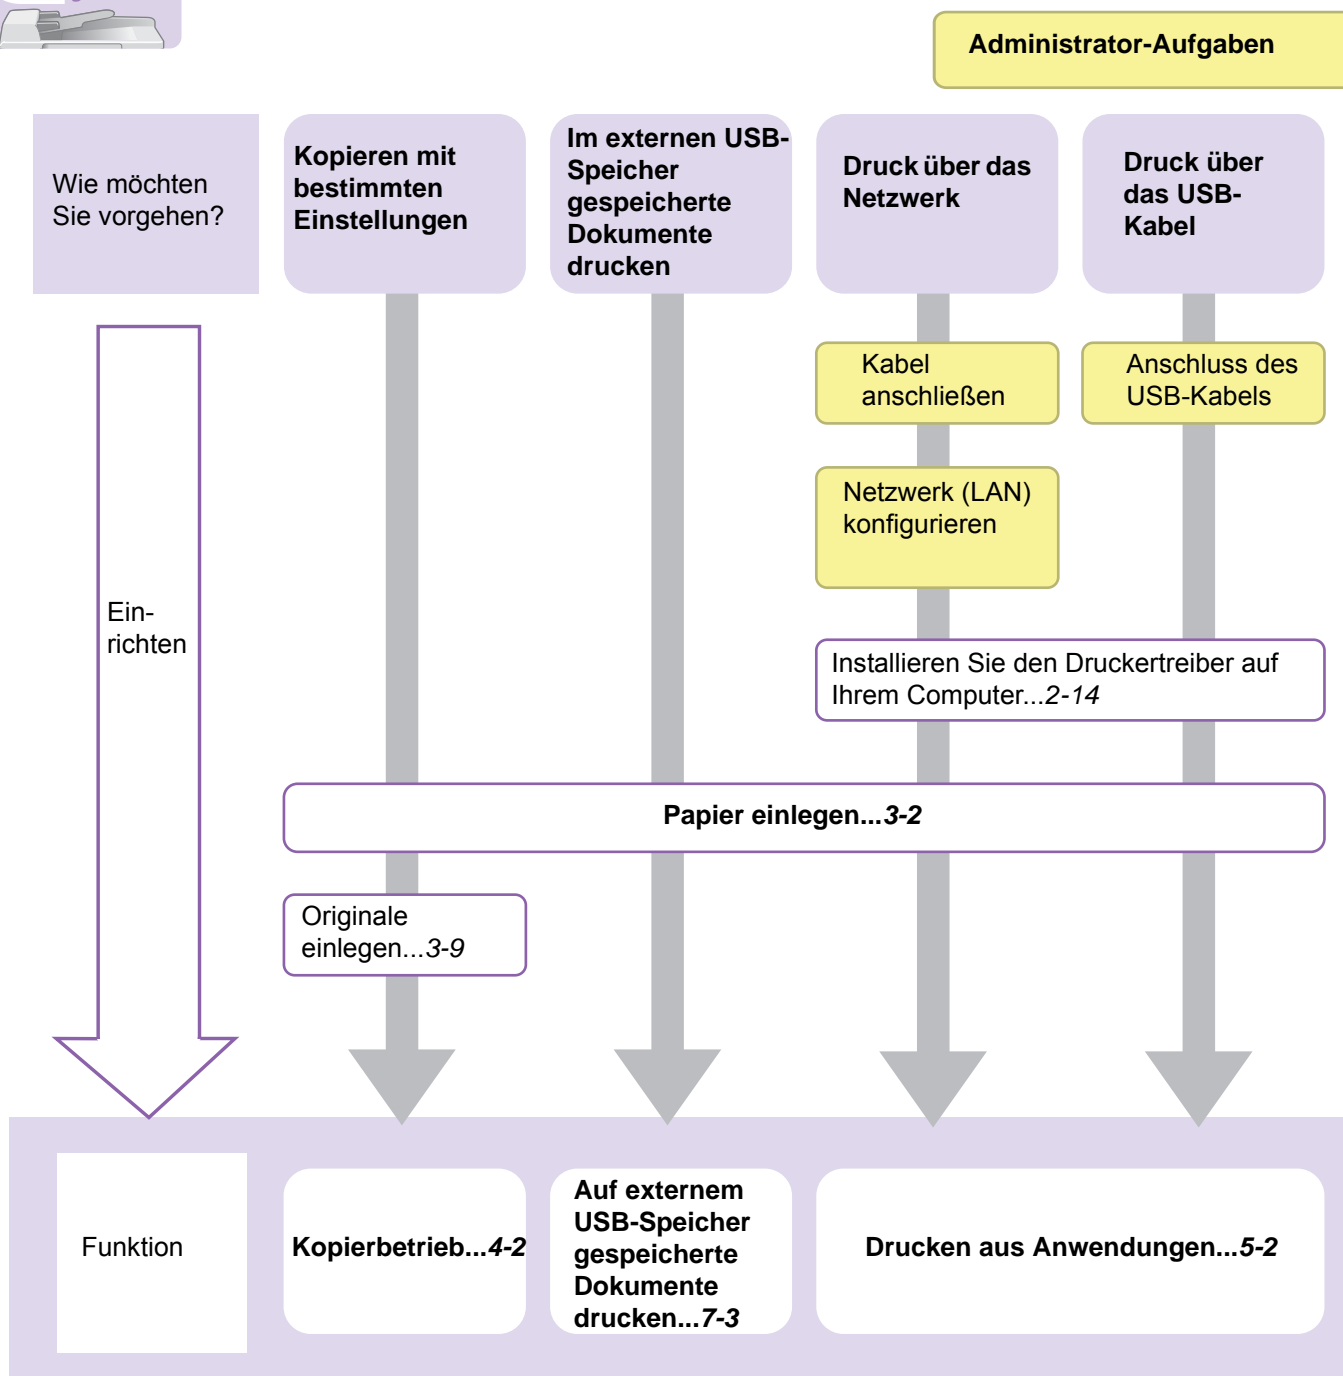 Administrator-Aufgaben
Wie möchten
Sie vorgehen?
Kopieren mit
bestimmten
Einstellungen
Im externen USB-
Speicher
gespeicherte
Dokumente
drucken
Druck über das
Netzwerk
Druck über
das USB-
Kabel
Kabel
anschließen
Anschluss des
USB-Kabels
Netzwerk (LAN)
konfigurieren
Ein-
richten
Installieren Sie den Druckertreiber auf
Ihrem Computer...2-14
Papier einlegen...3-2
Originale
einlegen...3-9
Funktion
Kopierbetrieb...4-2
Auf externem
USB-Speicher
gespeicherte
Dokumente
drucken...7-3
Drucken aus Anwendungen...5-2